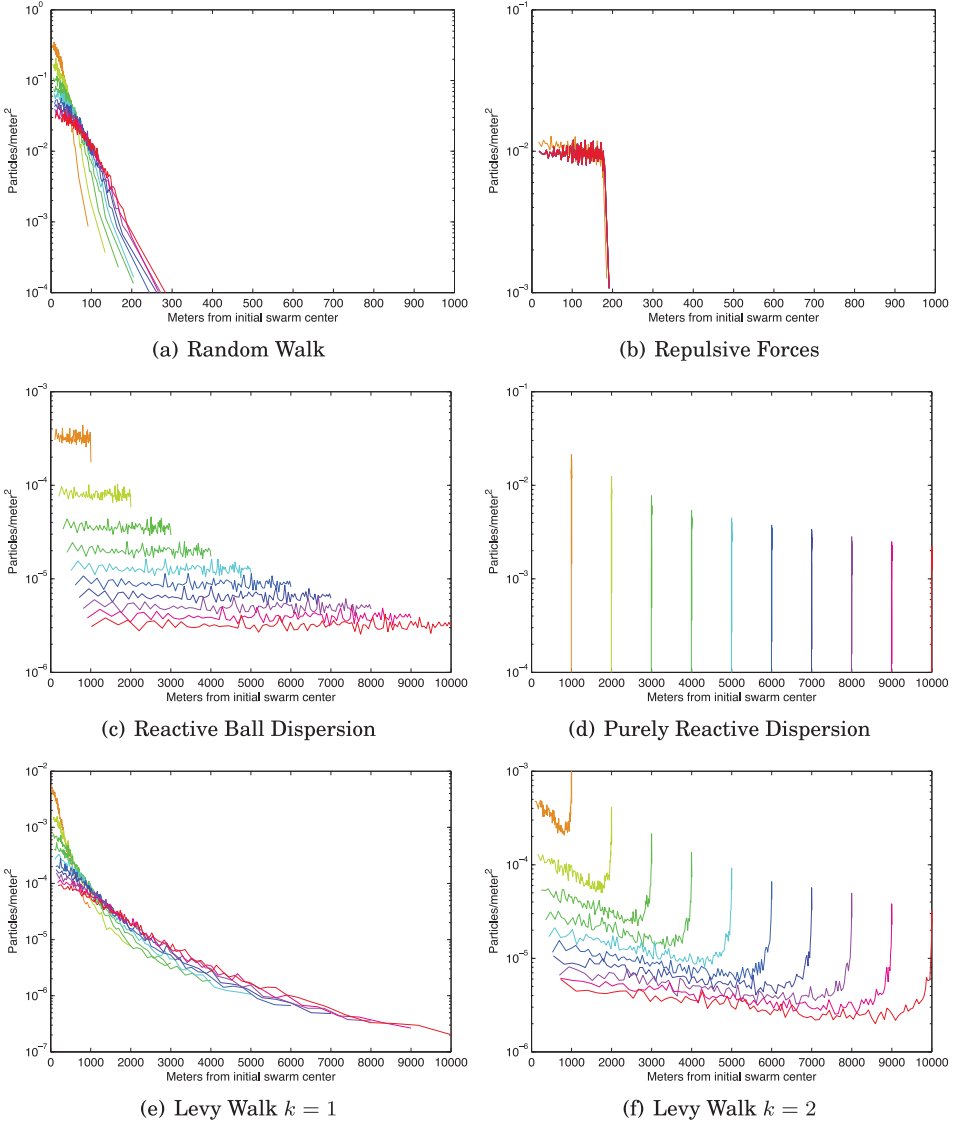 10^0
10^-1
10^-2
10^-3
10^-4
Particles/meter^2
0 100 200 300 400 500 600 700 800 900 1000
Meters from initial swarm center
(a) Random Walk
10^-1
10^-2
10^-3
Particles/meter^2
0 100 200 300 400 500 600 700 800 900 1000
Meters from initial swarm center
(b) Repulsive Forces
10^-3
10^-4
10^-5
10^-6
Particles/meter^2
0 1000 2000 3000 4000 5000 6000 7000 8000 9000 10000
Meters from initial swarm center
(c) Reactive Ball Dispersion
10^-1
10^-2
10^-3
10^-4
Particles/meter^2
0 1000 2000 3000 4000 5000 6000 7000 8000 9000 10000
Meters from initial swarm center
(d) Purely Reactive Dispersion
10^-2
10^-3
10^-4
10^-5
10^-6
10^-7
Particles/meter^2
0 1000 2000 3000 4000 5000 6000 7000 8000 9000 10000
Meters from initial swarm center
(e) Levy Walk k = 1
10^-3
10^-4
10^-5
10^-6
Particles/meter^2
0 1000 2000 3000 4000 5000 6000 7000 8000 9000 10000
Meters from initial swarm center
(f) Levy Walk k = 2